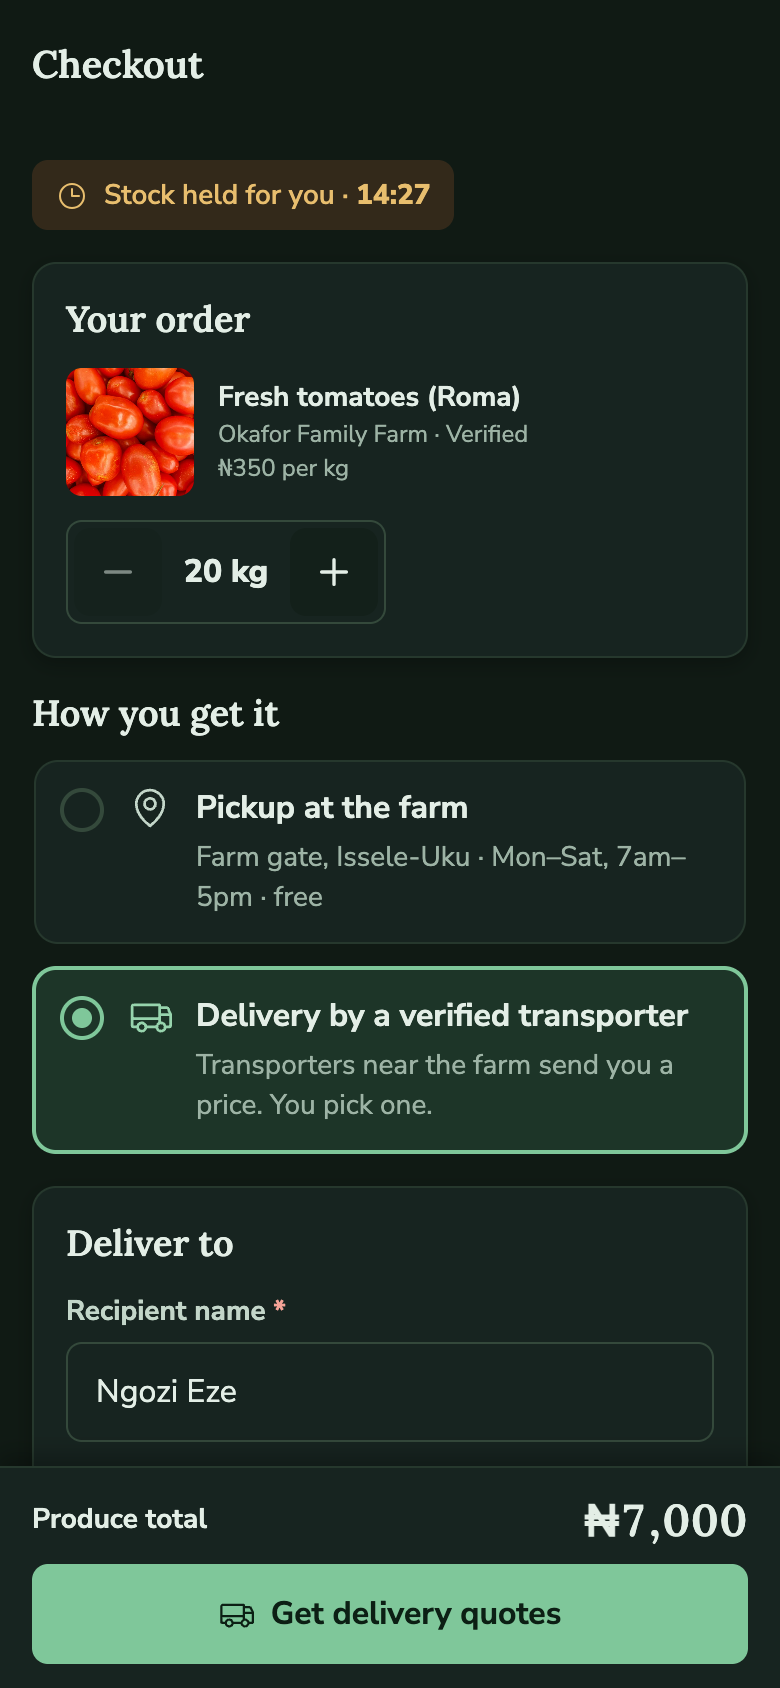 Checkout
Stock held for you · 14:27
Your order
Fresh tomatoes (Roma)
Okafor Family Farm · Verified
₦350 per kg
20 kg
How you get it
Pickup at the farm
Farm gate, Issele-Uku · Mon–Sat, 7am–
5pm · free
Delivery by a verified transporter
Transporters near the farm send you a
price. You pick one.
Deliver to
Recipient name *
Ngozi Eze
Produce total
₦7,000
Get delivery quotes